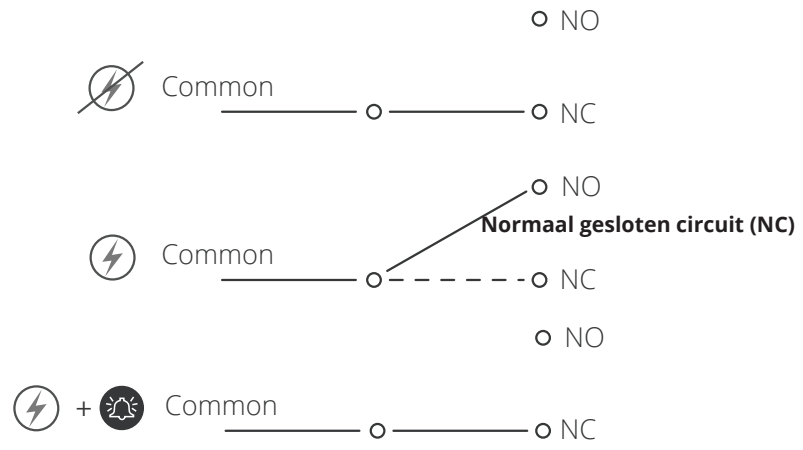 NO
Common
NC
NO
Normaal gesloten circuit (NC)
Common
NC
NO
+ Common
NC